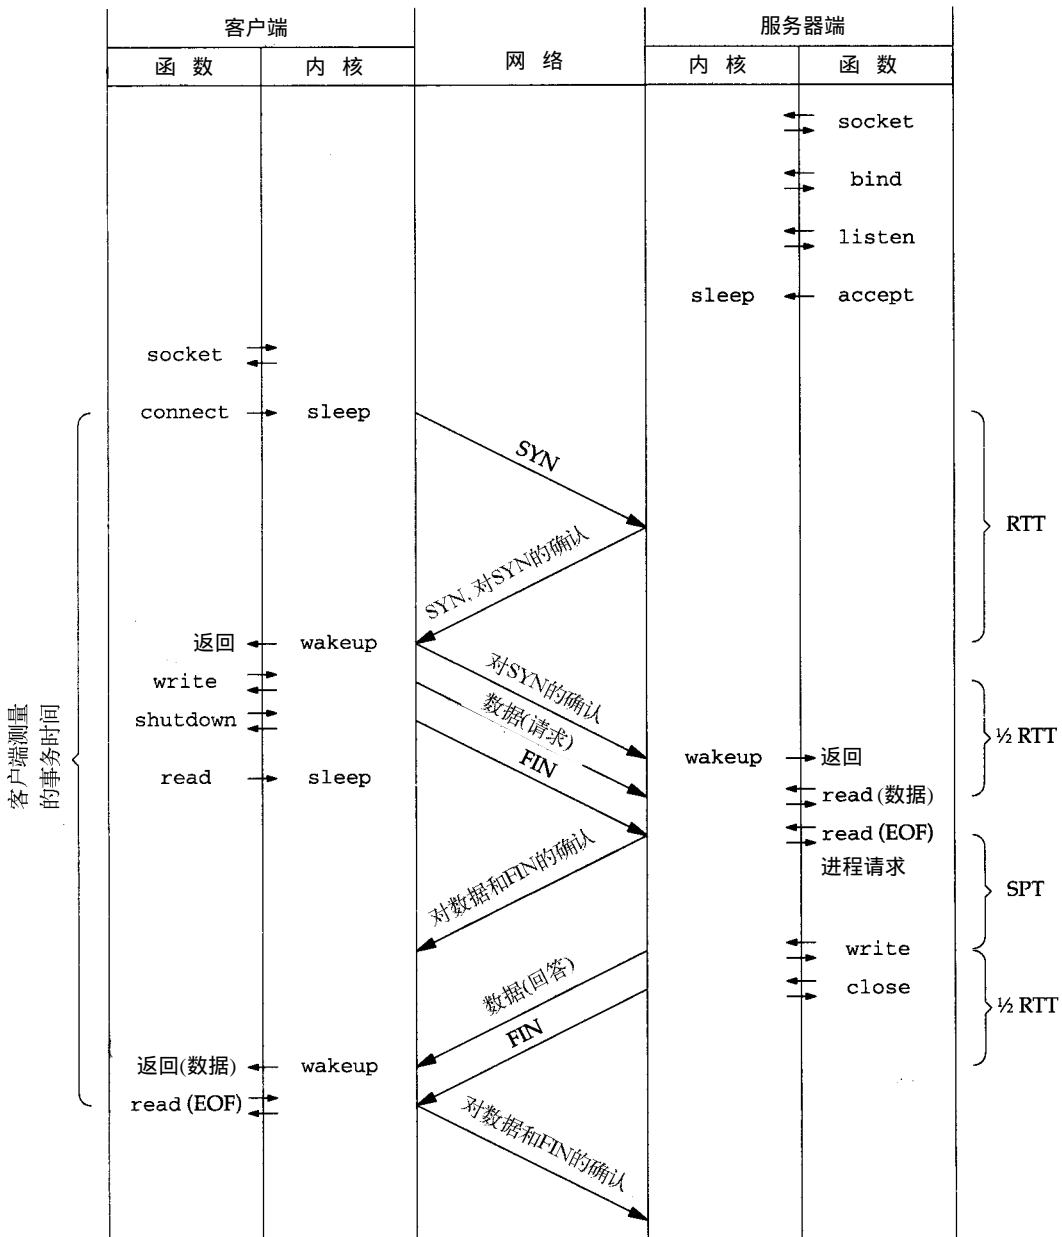 客户端
服务器端
函 数
内 核
网 络
内 核
函 数
socket
bind
listen
sleep
accept
socket
connect
sleep
SYN
RTT
SYN, 对SYN的确认
返回
wakeup
对SYN的确认
write
数据(请求)
shutdown
FIN
½ RTT
客户端测量
的事务时间
wakeup
返回
read
sleep
read (数据)
read (EOF)
对数据和FIN的确认
进程请求
SPT
write
数据(回答)
close
½ RTT
FIN
返回(数据)
wakeup
read (EOF)
对数据和FIN的确认